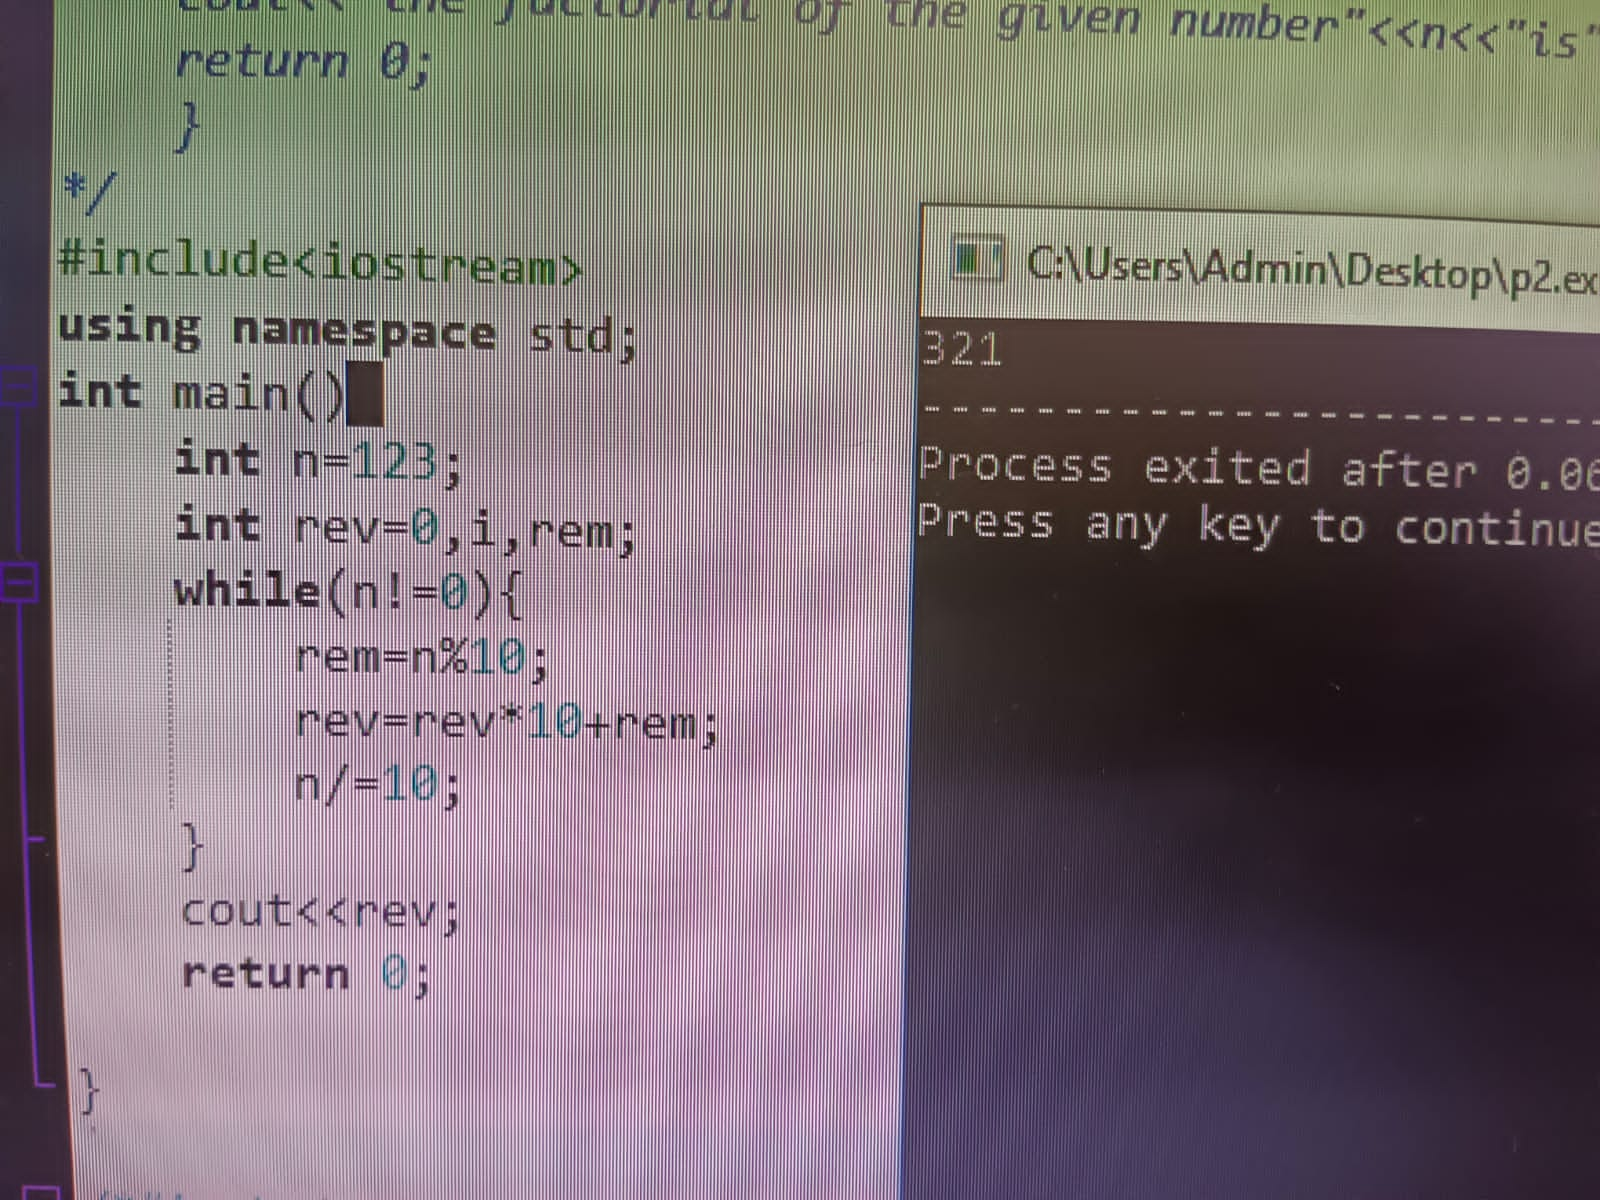 the factorial of the given number"<<n<<"is"
return 0;
}
*/
#include<iostream>
using namespace std;
int main()
int n=123;
int rev=0,i,rem;
while(n!=0){
rem=n%10;
rev=rev*10+rem;
n/=10;
}
cout<<rev;
return 0;
}
C:\Users\Admin\Desktop\p2.ex
321
--------------------------------
Process exited after 0.06
Press any key to continue